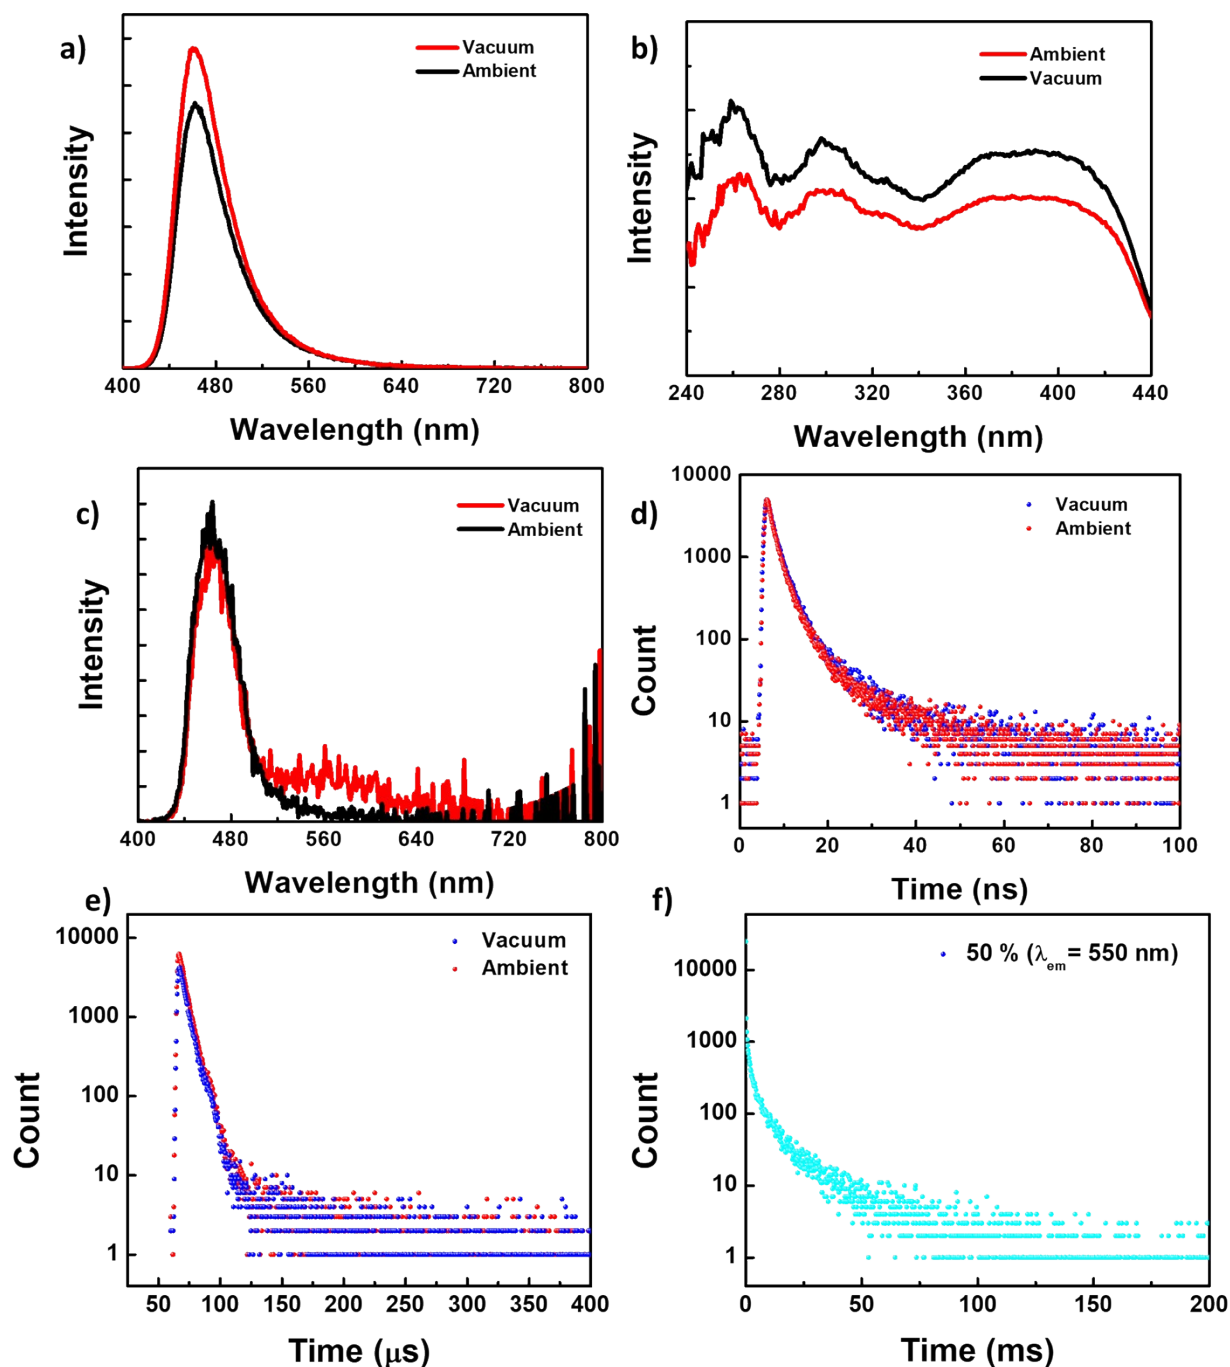 a)
Vacuum
Ambient
Intensity
400 480 560 640 720 800
Wavelength (nm)
b)
Ambient
Vacuum
Intensity
240 280 320 360 400 440
Wavelength (nm)
c)
Vacuum
Ambient
Intensity
400 480 560 640 720 800
Wavelength (nm)
d)
Vacuum
Ambient
10000
1000
100
10
1
Count
0 20 40 60 80 100
Time (ns)
e)
Vacuum
Ambient
10000
1000
100
10
1
Count
50 100 150 200 250 300 350 400
Time (μs)
f)
50 % (λem= 550 nm)
10000
1000
100
10
1
Count
0 50 100 150 200
Time (ms)